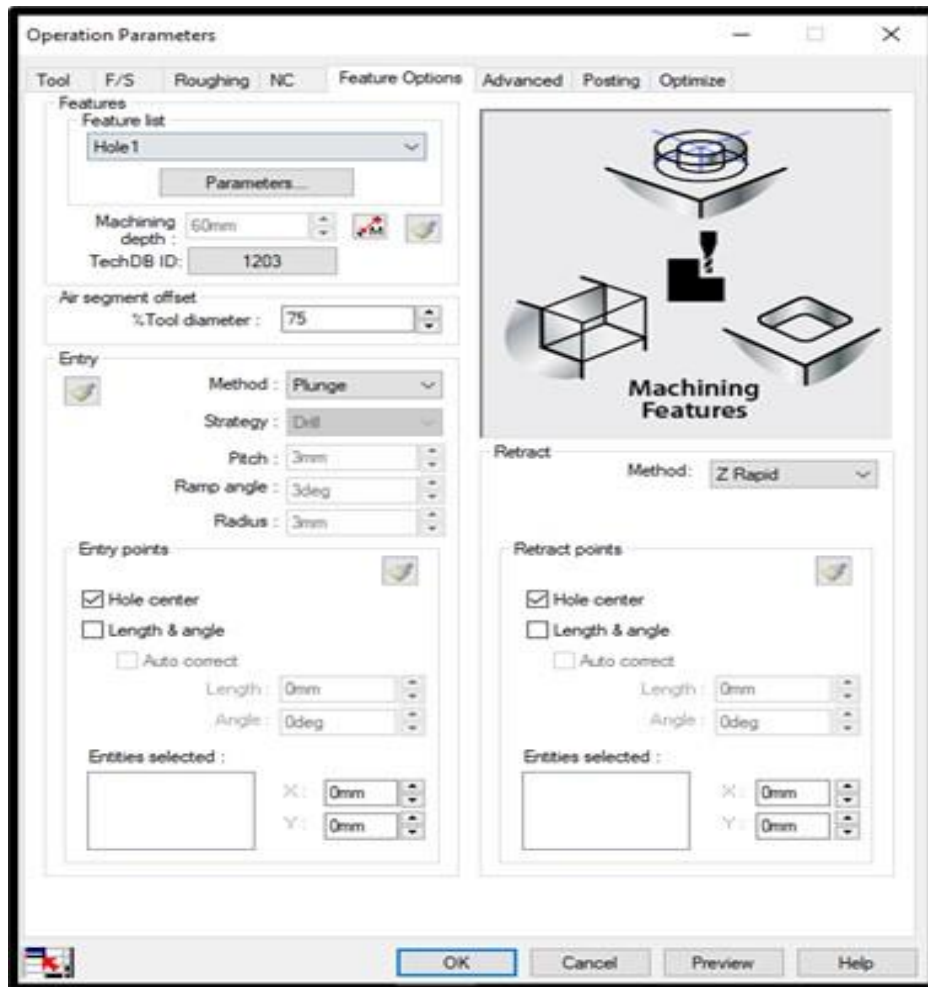 Operation Parameters
Tool F/S Roughing NC Feature Options Advanced Posting Optimize
Features
Feature list
Hole1
Parameters...
Machining depth :
60mm
TechDB ID:
1203
Air segment offset
%Tool diameter :
75
Machining
Features
Entry
Method :
Plunge
Strategy :
Drill
Pitch :
3mm
Ramp angle :
3deg
Radius :
3mm
Entry points
Hole center
Length & angle
Auto correct
Length :
0mm
Angle :
0deg
Entities selected :
X :
0mm
Y :
0mm
Retract
Method:
Z Rapid
Retract points
Hole center
Length & angle
Auto correct
Length :
0mm
Angle :
0deg
Entities selected :
X :
0mm
Y :
0mm
OK Cancel Preview Help